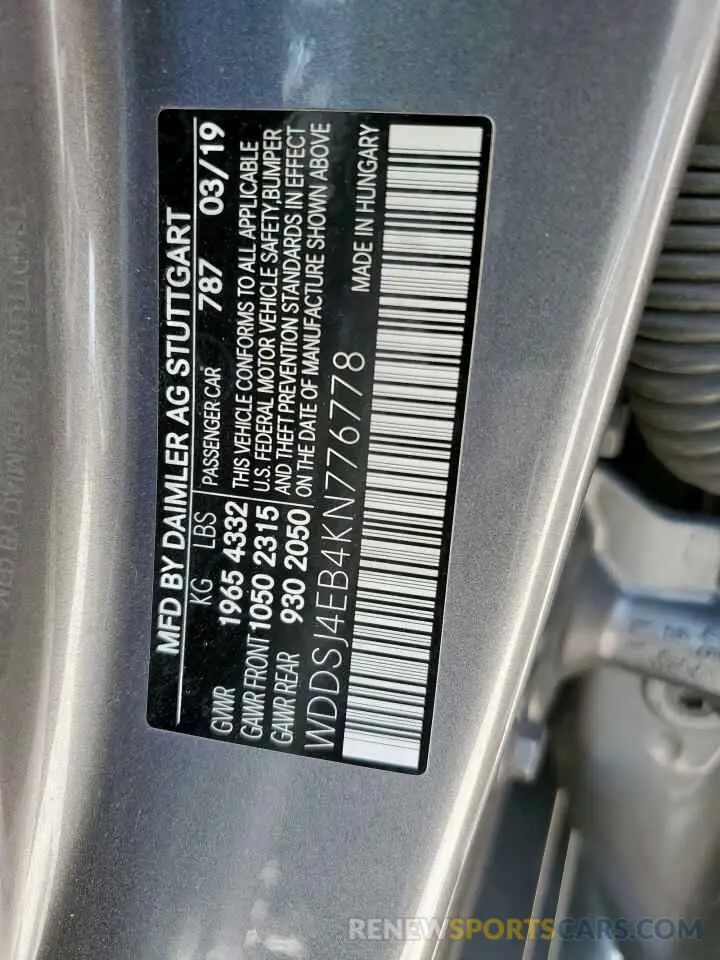 MFD BY DAIMLER AG STUTTGART
KG LBS PASSENGER CAR 787 03/19
GVWR 1965 4332
GAWR FRONT 1050 2315
GAWR REAR 930 2050
THIS VEHICLE CONFORMS TO ALL APPLICABLE
U.S. FEDERAL MOTOR VEHICLE SAFETY, BUMPER
AND THEFT PREVENTION STANDARDS IN EFFECT
ON THE DATE OF MANUFACTURE SHOWN ABOVE
WDDSJ4EB4KN776778 MADE IN HUNGARY
RENEWSPORTSCARS.COM